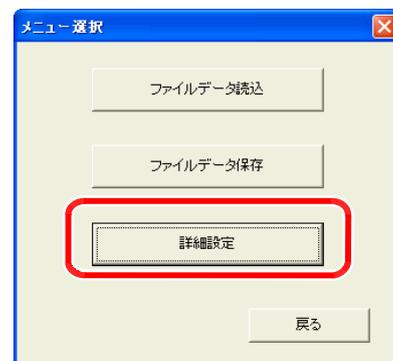 メニュー選択
ファイルデータ読込
ファイルデータ保存
詳細設定
戻る